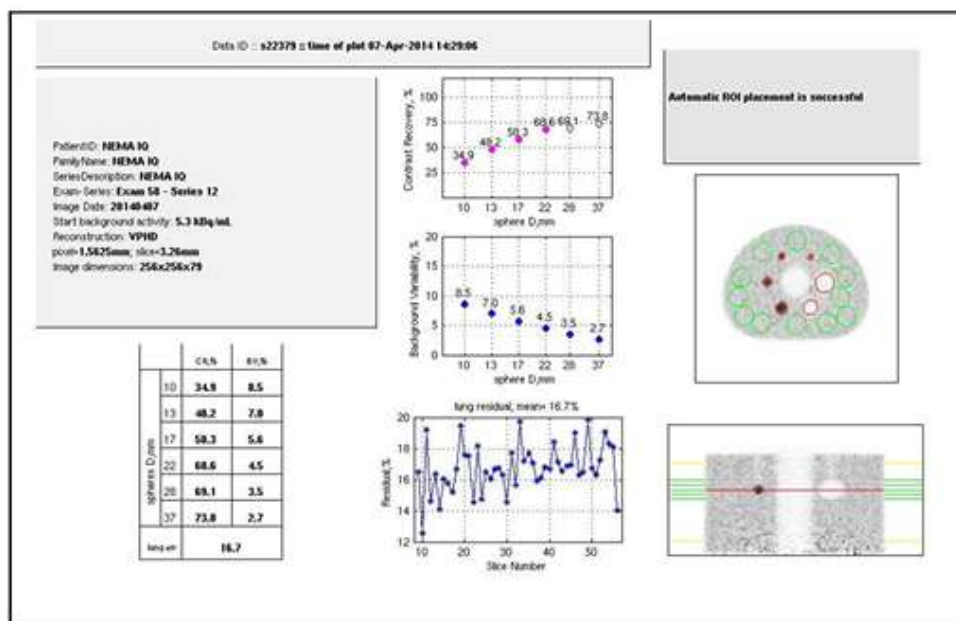 Data ID :: s22379 :: time of plot 07-Apr-2014 14:29:06
Automatic ROI placement is successful
PatientID: NEMA IQ
FamilyName: NEMA IQ
SeriesDescription: NEMA IQ
Exam-Series: Exam 58 - Series 12
Image Date: 20140407
Start background activity: 5.3 kBq/mL
Reconstruction: VPHD
pixel=1.5625mm; slice=3.26mm
Image dimensions: 256x256x79
Contrast Recovery, %
100
75
50
25
34.9 48.2 58.3 68.6 69.1 73.8
10 13 17 22 28 37
sphere D,mm
Background Variability, %
20
15
10
5
0
8.5 7.0 5.6 4.5 3.5 2.7
10 13 17 22 28 37
sphere D,mm
CR,% BV,%
spheres D,mm
10 34.9 8.5
13 48.2 7.0
17 58.3 5.6
22 68.6 4.5
28 69.1 3.5
37 73.8 2.7
lung err 16.7
lung residual, mean= 16.7%
Residual,%
20
18
16
14
12
10 20 30 40 50
Slice Number